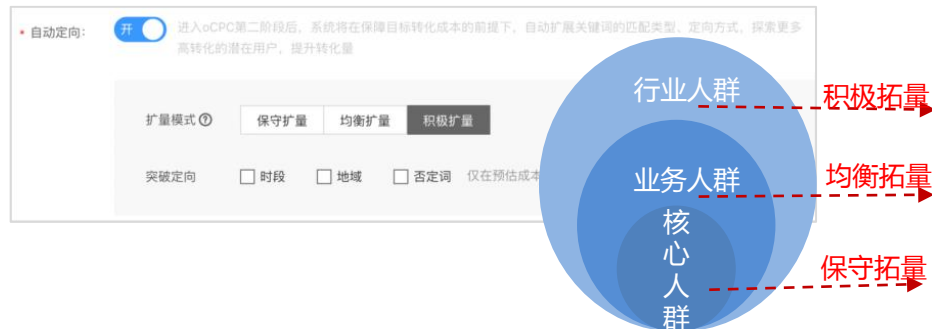 * 自动定向:
开
进入oCPC第二阶段后，系统将在保障目标转化成本的前提下，自动扩展关键词的匹配类型、定向方式，探索更多
高转化的潜在用户，提升转化量
扩量模式 ?
保守扩量 均衡扩量 积极扩量
突破定向
时段 地域 否定词 仅在预估成本
行业人群
积极拓量
业务人群
均衡拓量
核
心
人
群
保守拓量